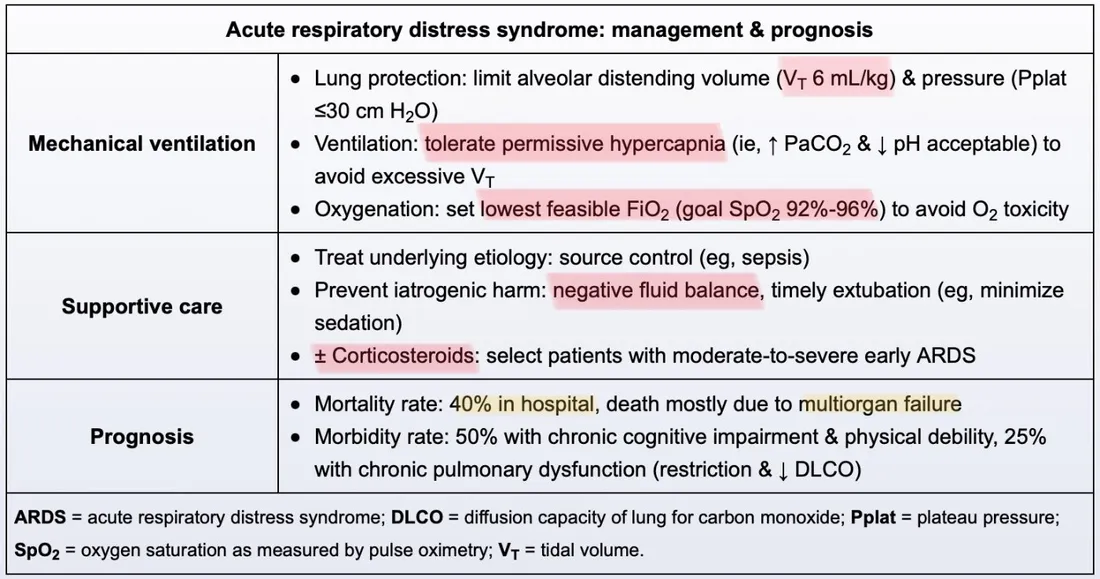 Acute respiratory distress syndrome: management & prognosis
Mechanical ventilation
• Lung protection: limit alveolar distending volume (V_T 6 mL/kg) & pressure (Pplat
≤30 cm H₂O)
• Ventilation: tolerate permissive hypercapnia (ie, ↑ PaCO₂ & ↓ pH acceptable) to
avoid excessive V_T
• Oxygenation: set lowest feasible FiO₂ (goal SpO₂ 92%-96%) to avoid O₂ toxicity
Supportive care
• Treat underlying etiology: source control (eg, sepsis)
• Prevent iatrogenic harm: negative fluid balance, timely extubation (eg, minimize
sedation)
• ± Corticosteroids: select patients with moderate-to-severe early ARDS
Prognosis
• Mortality rate: 40% in hospital, death mostly due to multiorgan failure
• Morbidity rate: 50% with chronic cognitive impairment & physical debility, 25%
with chronic pulmonary dysfunction (restriction & ↓ DLCO)
ARDS = acute respiratory distress syndrome; DLCO = diffusion capacity of lung for carbon monoxide; Pplat = plateau pressure;
SpO₂ = oxygen saturation as measured by pulse oximetry; V_T = tidal volume.